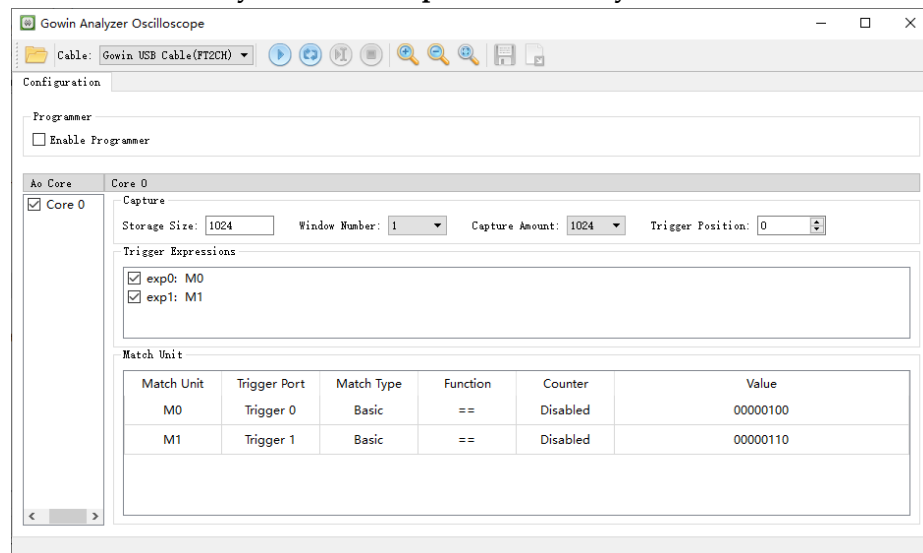 Gowin Analyzer Oscilloscope
Cable: Gowin USB Cable(FT2CH)
Configuration
Programmer
Enable Programmer
Ao Core Core 0
Core 0
Capture
Storage Size: 1024 Window Number: 1 Capture Amount: 1024 Trigger Position: 0
Trigger Expressions
exp0: M0
exp1: M1
Match Unit
Match Unit Trigger Port Match Type Function Counter Value
M0 Trigger 0 Basic == Disabled 00000100
M1 Trigger 1 Basic == Disabled 00000110